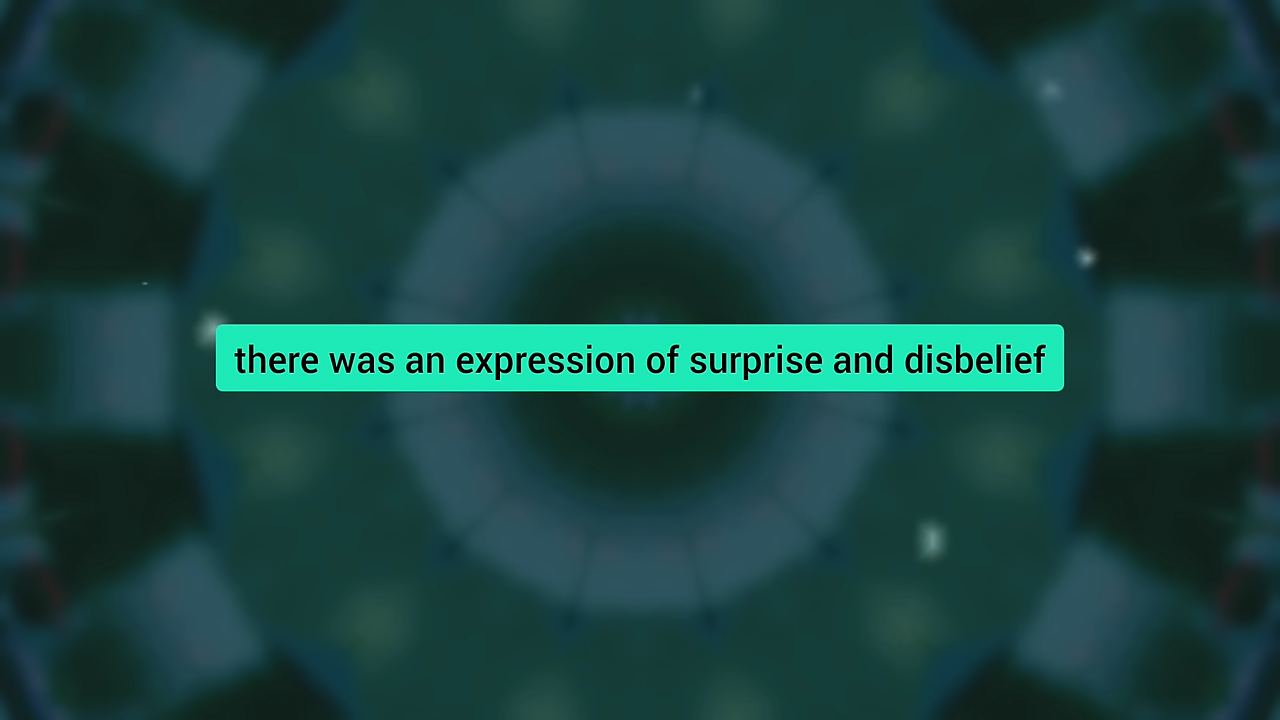 there was an expression of surprise and disbelief